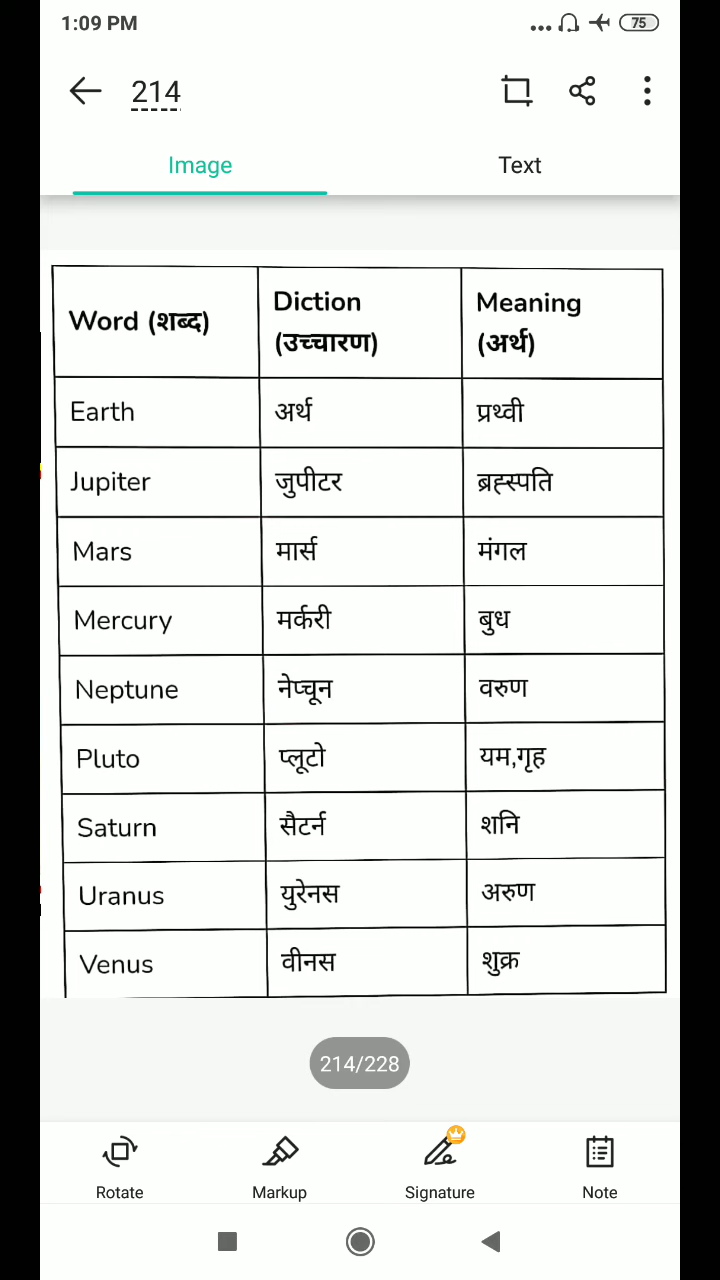 1:09 PM 75
214
Image Text
Word (शब्द) Diction (उच्चारण) Meaning (अर्थ)
Earth अर्थ प्रथ्वी
Jupiter जुपीटर ब्रह्स्पति
Mars मार्स मंगल
Mercury मर्करी बुध
Neptune नेप्चून वरुण
Pluto प्लूटो यम,गृह
Saturn सैटर्न शनि
Uranus युरेनस अरुण
Venus वीनस शुक्र
214/228
Rotate Markup Signature Note